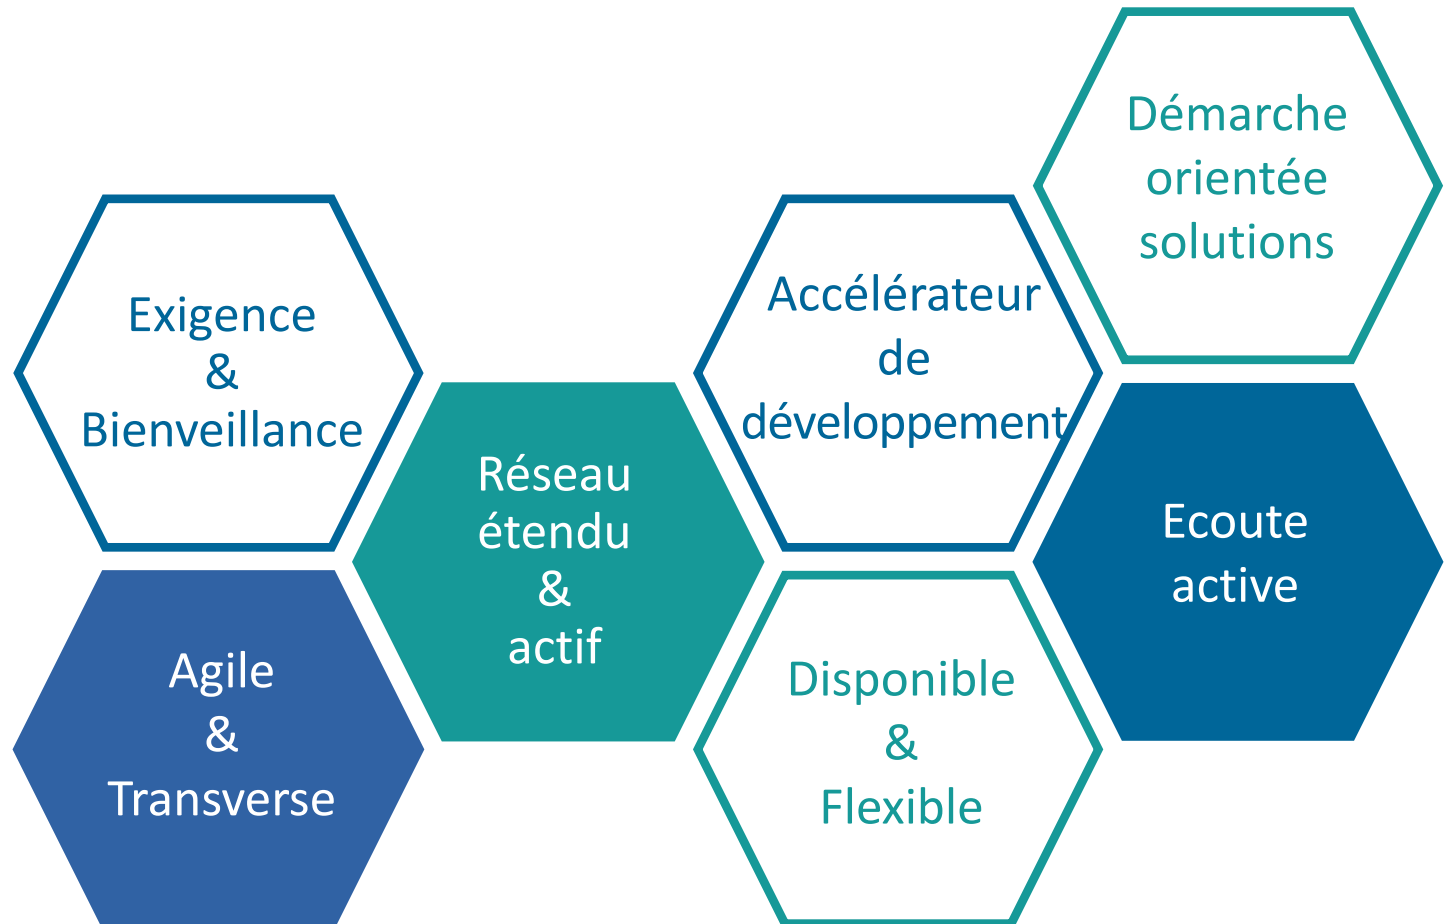 Démarche
orientée
solutions
Exigence
&
Bienveillance
Accélérateur
de
développement
Réseau
étendu
&
actif
Ecoute
active
Agile
&
Transverse
Disponible
&
Flexible